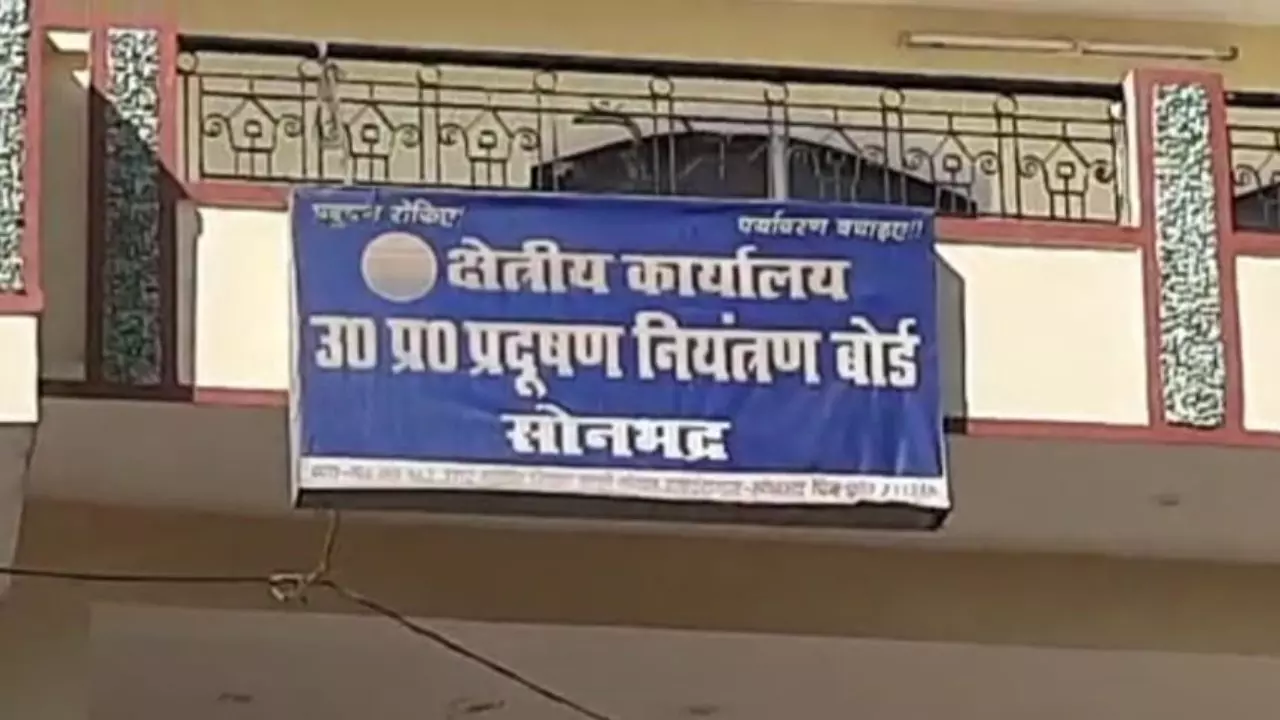 प्रदूषण रोकिए! पर्यावरण बचाइए!!
क्षेत्रीय कार्यालय
उ0 प्र0 प्रदूषण नियंत्रण बोर्ड
सोनभद्र